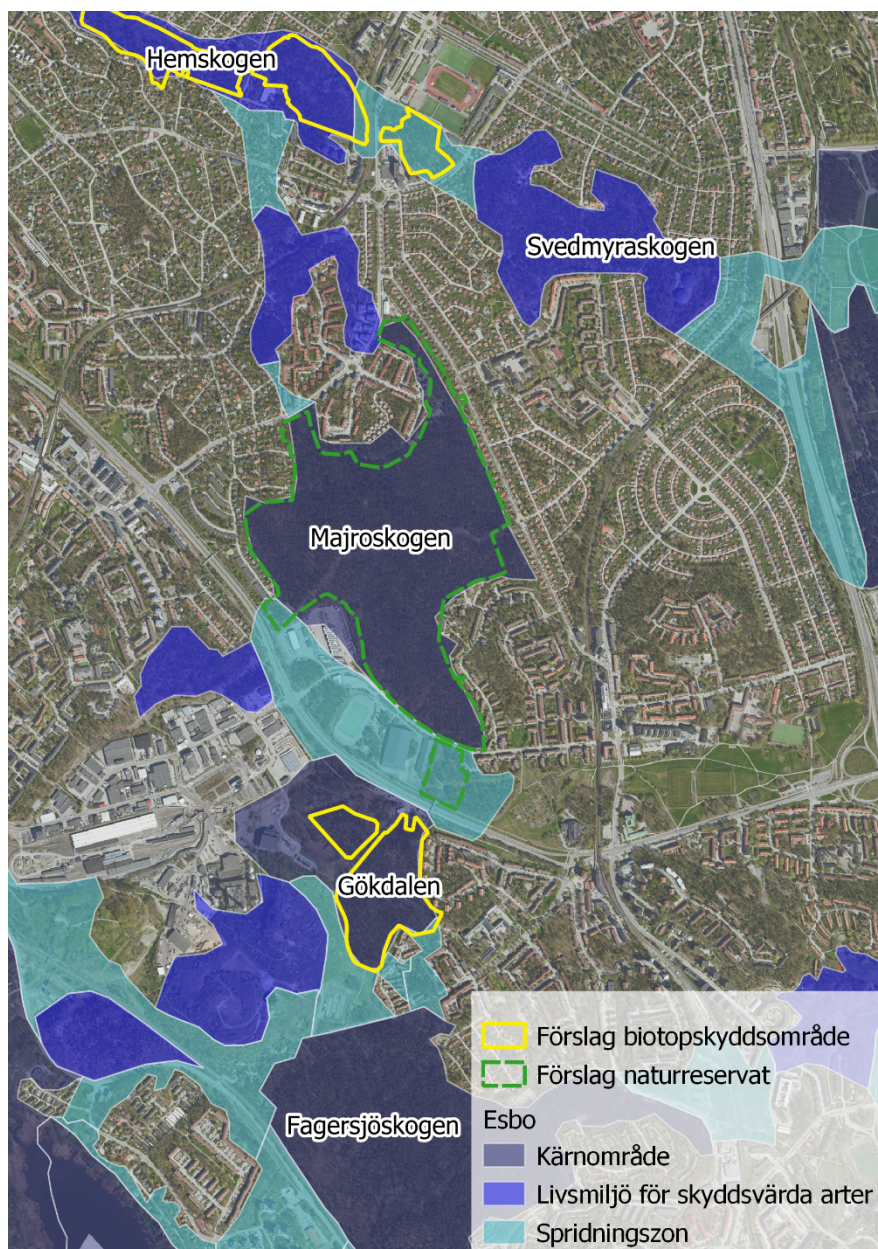 Hemskogen
Svedmyraskogen
Majroskogen
Gökdalen
Fagersjöskogen
Förslag biotopskyddsområde
Förslag naturreservat
Esbo
Kärnområde
Livsmiljö för skyddsvärda arter
Spridningszon